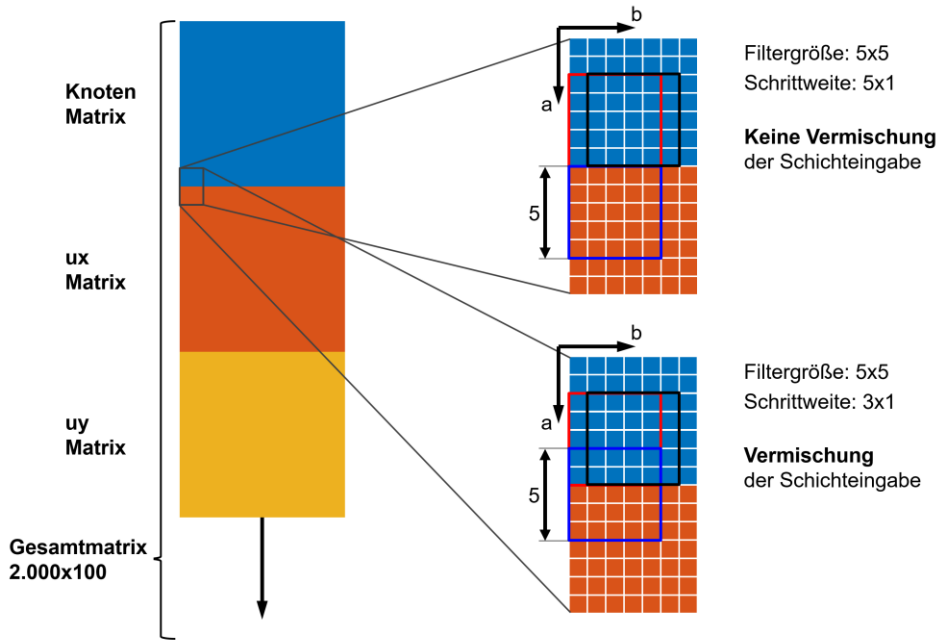 Knoten
Matrix
ux
Matrix
uy
Matrix
Gesamtmatrix
2.000x100
b
a
5
Filtergröße: 5x5
Schrittweite: 5x1
Keine Vermischung
der Schichteingabe
b
a
5
Filtergröße: 5x5
Schrittweite: 3x1
Vermischung
der Schichteingabe